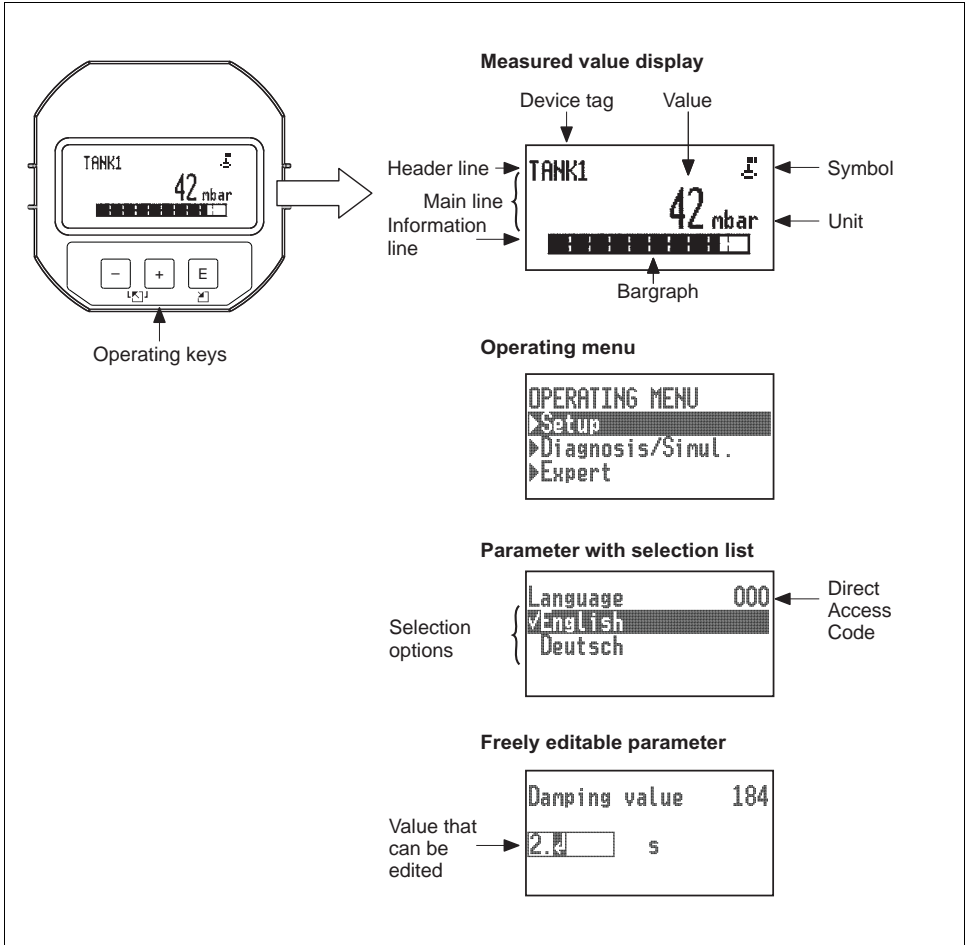 Measured value display
Device tag
Value
TANK1
42 mbar
Header line
TANK1
Symbol
Main line
42 mbar
Unit
Information
line
Bargraph
- + E
Operating keys
Operating menu
OPERATING MENU
Setup
Diagnosis/Simul.
Expert
Parameter with selection list
Language 000
Direct
Access
Code
Selection
options
✓English
Deutsch
Freely editable parameter
Damping value 184
Value that
can be
edited
2. s